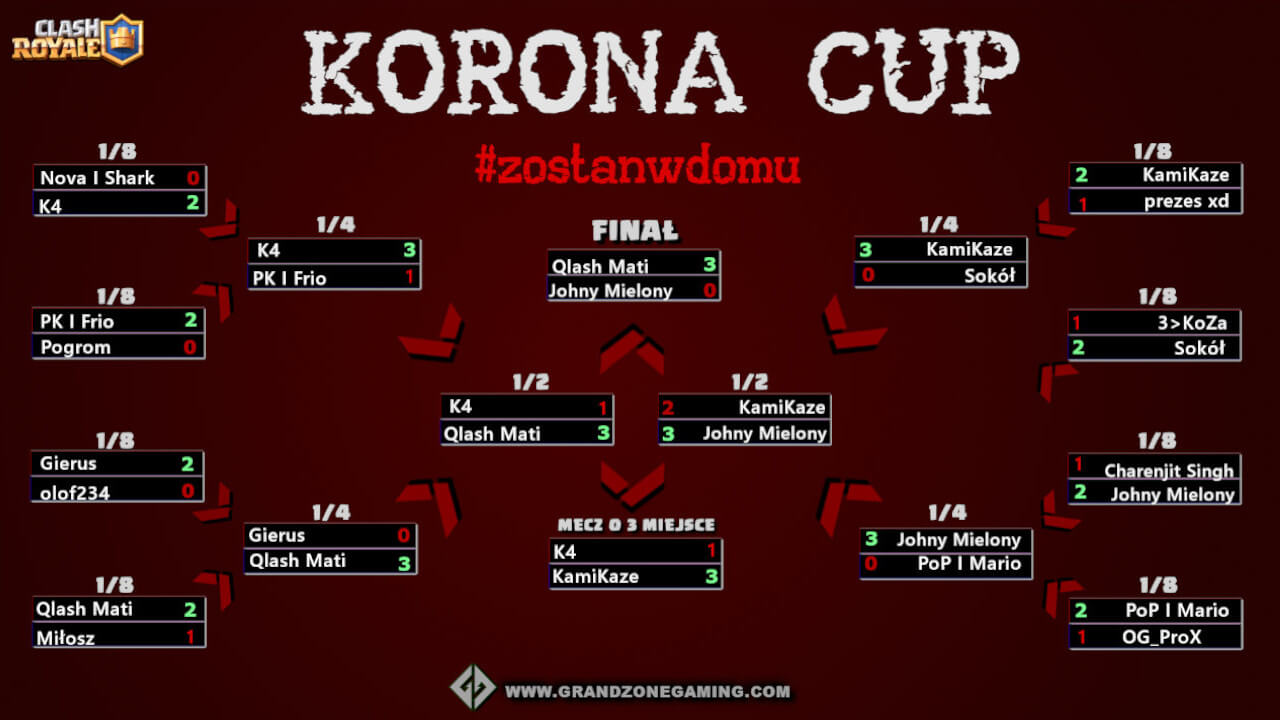 CLASH
ROYALE
KORONA CUP
#zostanwdomu
1/8
Nova I Shark 0
K4 2
1/8
PK I Frio 2
Pogrom 0
1/8
Gierus 2
olof234 0
1/8
Qlash Mati 2
Miłosz 1
1/4
K4 3
PK I Frio 1
1/4
Gierus 0
Qlash Mati 3
FINAŁ
Qlash Mati 3
Johny Mielony 0
1/2
K4 1
Qlash Mati 3
1/2
2 KamiKaze
3 Johny Mielony
MECZ O 3 MIEJSCE
K4 1
KamiKaze 3
1/4
3 KamiKaze
0 Sokół
1/4
3 Johny Mielony
0 PoP I Mario
1/8
2 KamiKaze
1 prezes xd
1/8
1 3>KoZa
2 Sokół
1/8
1 Charenjit Singh
2 Johny Mielony
1/8
2 PoP I Mario
1 OG_ProX
WWW.GRANDZONEGAMING.COM